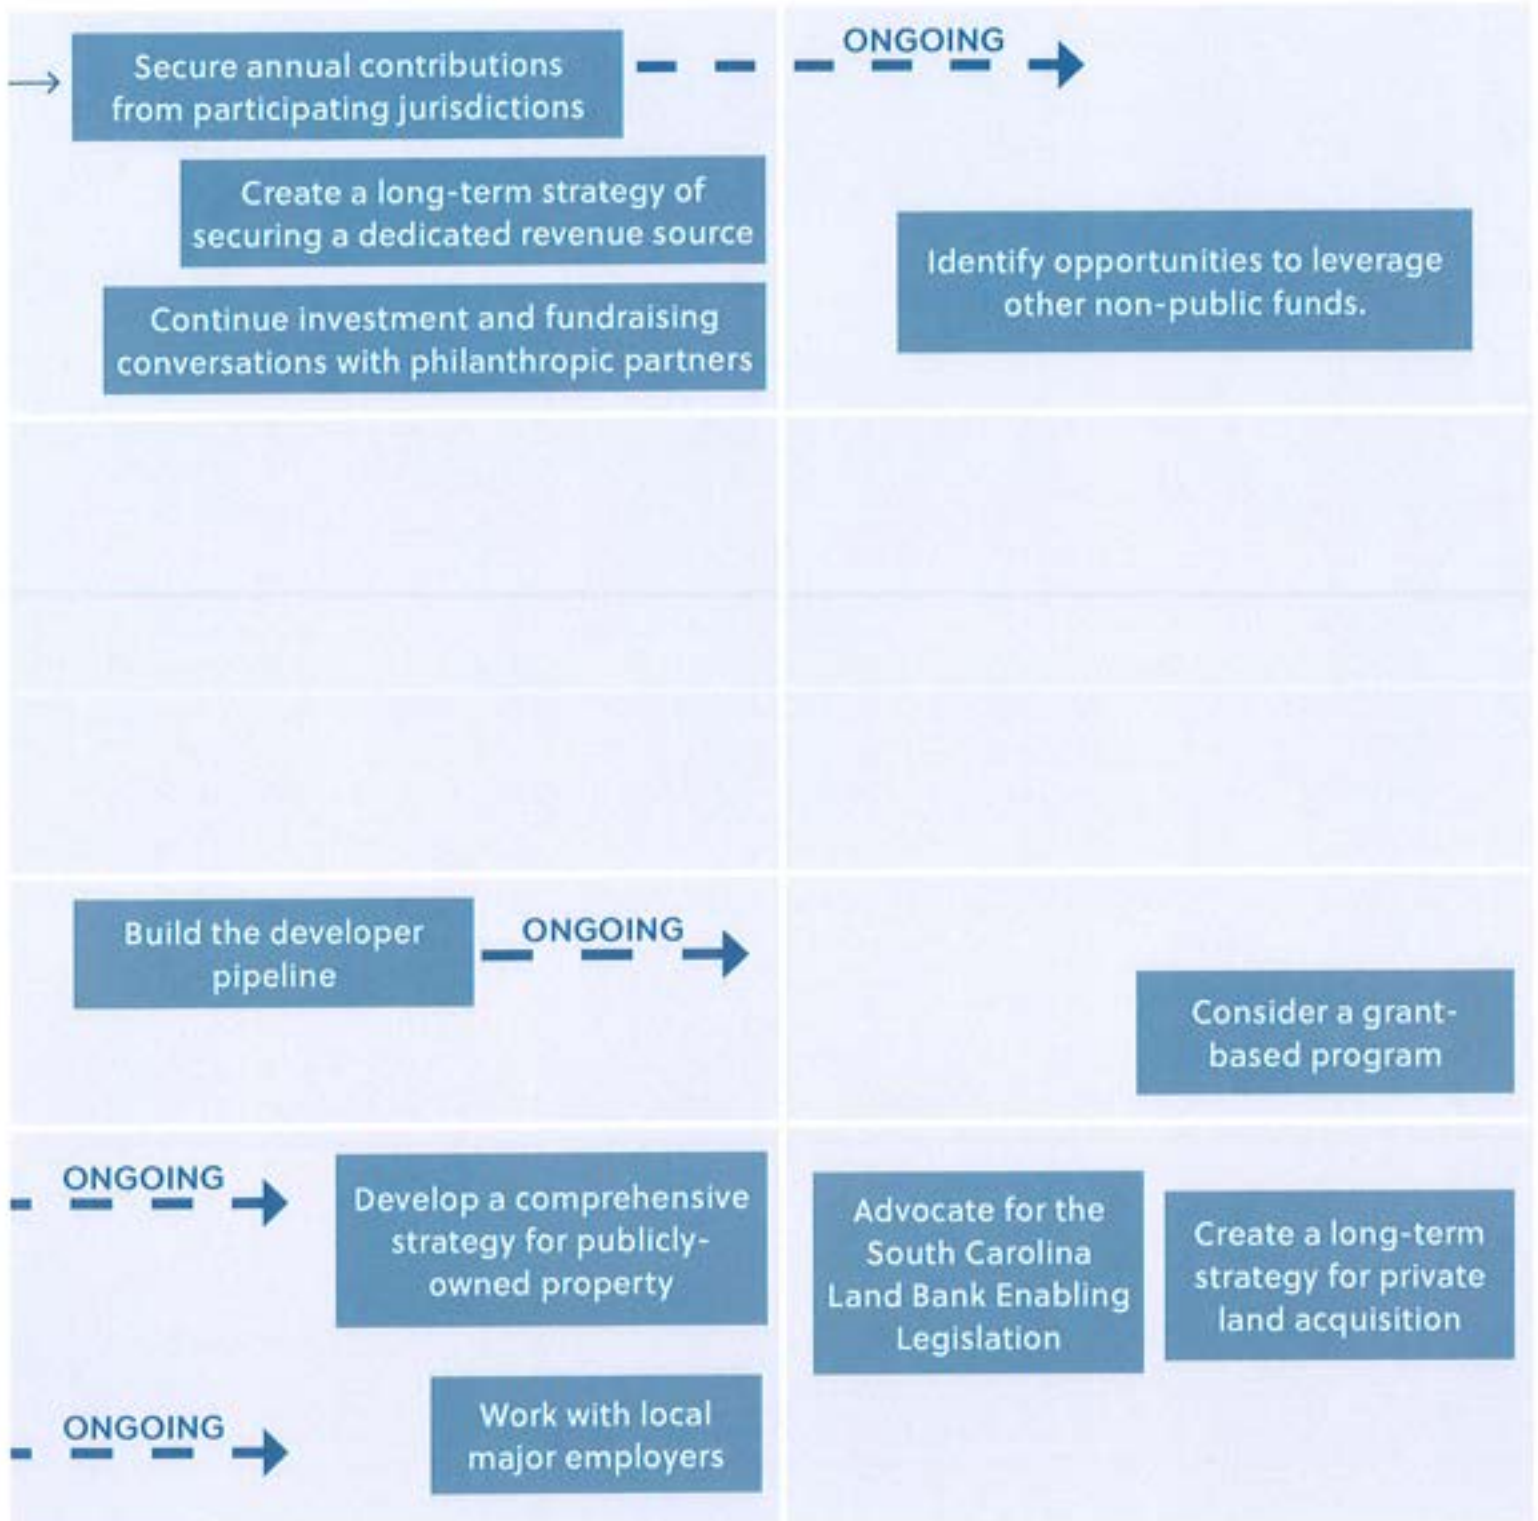 Secure annual contributions
from participating jurisdictions
ONGOING
Create a long-term strategy of
securing a dedicated revenue source
Identify opportunities to leverage
other non-public funds.
Continue investment and fundraising
conversations with philanthropic partners
Build the developer
pipeline
ONGOING
Consider a grant-
based program
ONGOING
Develop a comprehensive
strategy for publicly-
owned property
Advocate for the
South Carolina
Land Bank Enabling
Legislation
Create a long-term
strategy for private
land acquisition
ONGOING
Work with local
major employers